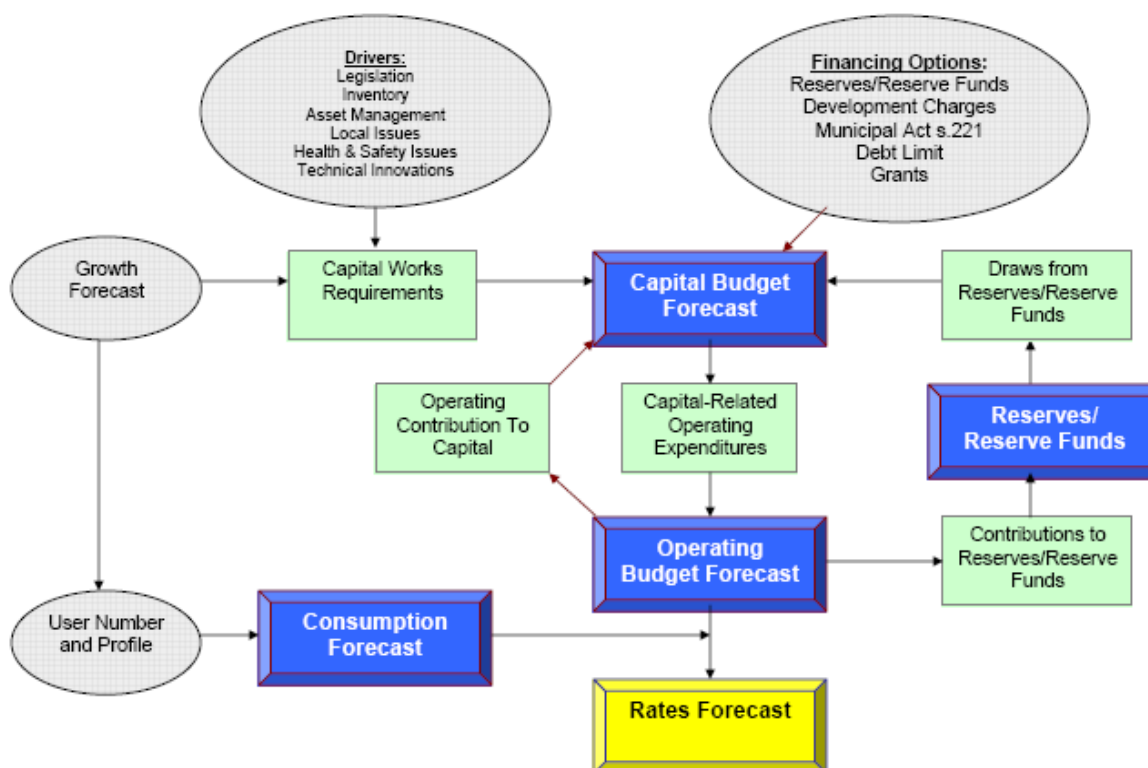 Drivers:
Legislation
Inventory
Asset Management
Local Issues
Health & Safety Issues
Technical Innovations
Financing Options:
Reserves/Reserve Funds
Development Charges
Municipal Act s.221
Debt Limit
Grants
Growth
Forecast
Capital Works
Requirements
Capital Budget
Forecast
Draws from
Reserves/Reserve
Funds
Operating
Contribution To
Capital
Capital-Related
Operating
Expenditures
Reserves/
Reserve Funds
Operating
Budget Forecast
Contributions to
Reserves/Reserve
Funds
User Number
and Profile
Consumption
Forecast
Rates Forecast